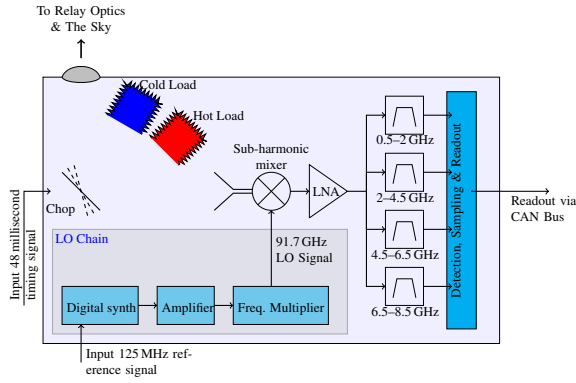 To Relay Optics
& The Sky
Cold Load
Hot Load
Sub-harmonic
mixer
LNA
0.5–2 GHz
2–4.5 GHz
4.5–6.5 GHz
6.5–8.5 GHz
Detection, Sampling & Readout
Readout via
CAN Bus
Chop
Input 48 millisecond
timing signal
LO Chain
91.7 GHz
LO Signal
Digital synth
Amplifier
Freq. Multiplier
Input 125 MHz ref-
erence signal